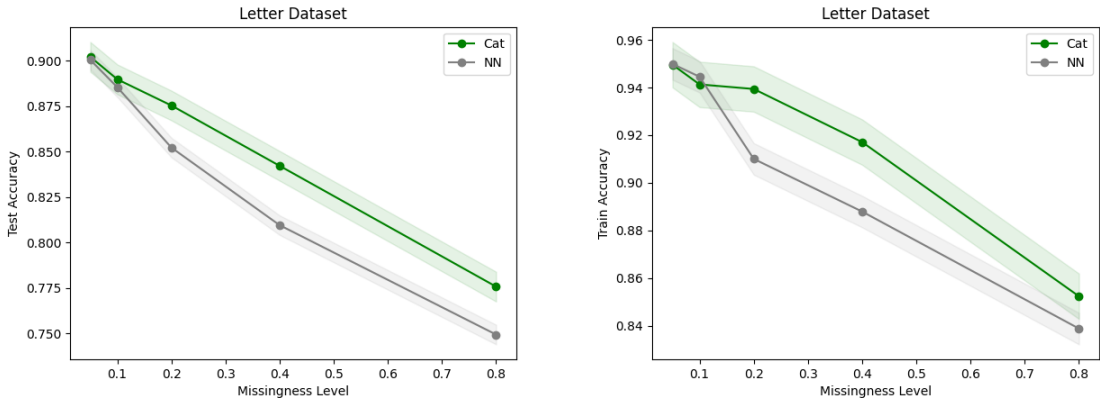 Letter Dataset
Cat
NN
0.900
0.875
0.850
0.825
0.800
0.775
0.750
Test Accuracy
0.1 0.2 0.3 0.4 0.5 0.6 0.7 0.8
Missingness Level
Letter Dataset
Cat
NN
0.96
0.94
0.92
0.90
0.88
0.86
0.84
Train Accuracy
0.1 0.2 0.3 0.4 0.5 0.6 0.7 0.8
Missingness Level